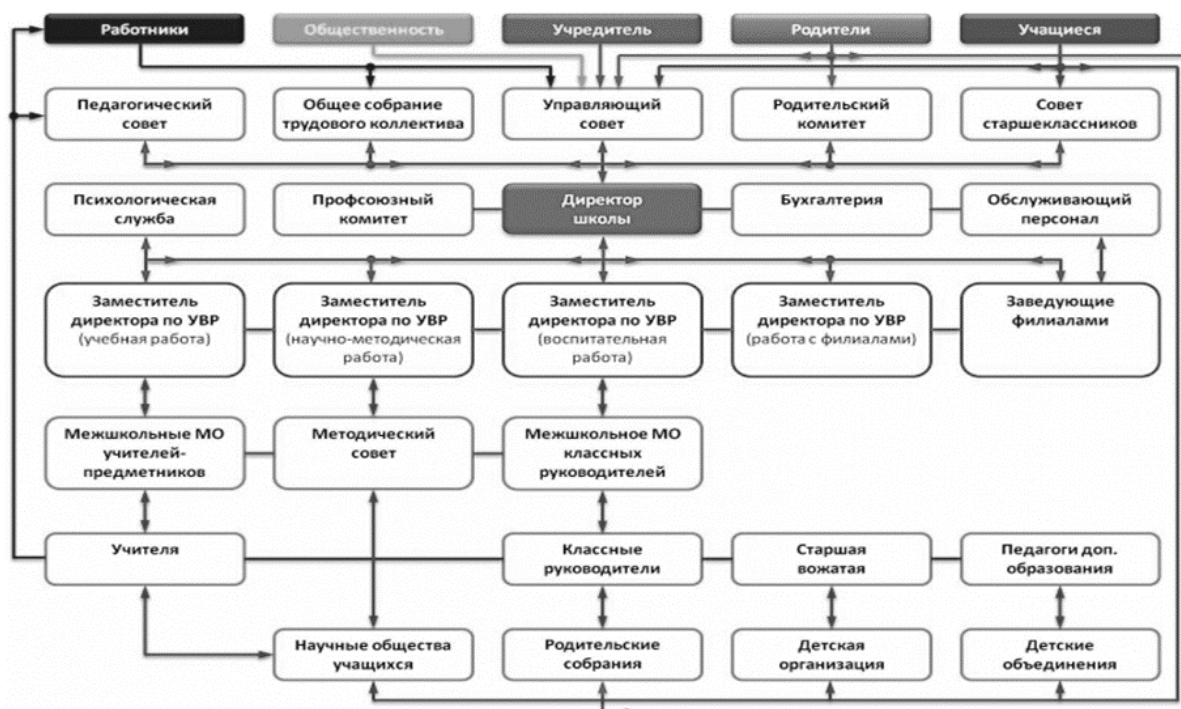 Работники
Общественность
Учредитель
Родители
Учащиеся
Педагогический
совет
Общее собрание
трудового коллектива
Управляющий
совет
Родительский
комитет
Совет
старшеклассников
Психологическая
служба
Профсоюзный
комитет
Директор
школы
Бухгалтерия
Обслуживающий
персонал
Заместитель
директора по УВР
(учебная работа)
Заместитель
директора по УВР
(научно-методическая
работа)
Заместитель
директора по УВР
(воспитательная
работа)
Заместитель
директора по УВР
(работа с филиалами)
Заведующие
филиалами
Межшкольные МО
учителей-
предметников
Методический
совет
Межшкольное МО
классных
руководителей
Учителя
Классные
руководители
Старшая
вожатая
Педагоги доп.
образования
Научные общества
учащихся
Родительские
собрания
Детская
организация
Детские
объединения